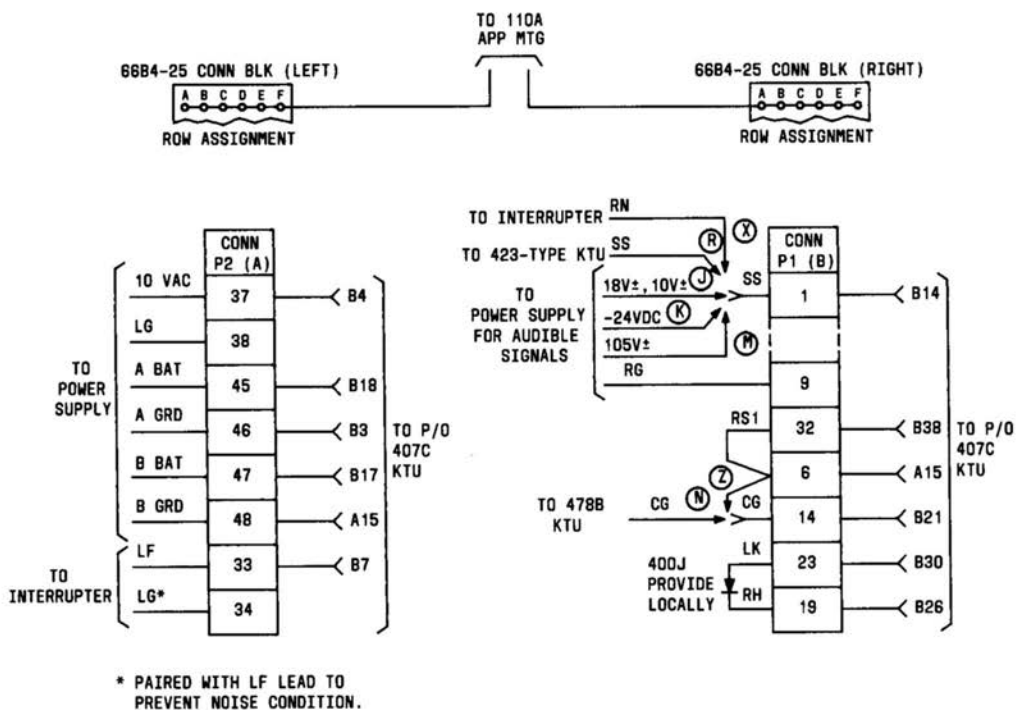 TO 110A
APP MTG
66B4-25 CONN BLK (LEFT)
A B C D E F
ROW ASSIGNMENT
66B4-25 CONN BLK (RIGHT)
A B C D E F
ROW ASSIGNMENT
CONN
P2 (A)
10 VAC 37 B4
LG 38
A BAT 45 B18
A GRD 46 B3
B BAT 47 B17
B GRD 48 A15
LF 33 B7
LG* 34
TO
POWER
SUPPLY
TO
INTERRUPTER
TO P/O
407C
KTU
* PAIRED WITH LF LEAD TO
PREVENT NOISE CONDITION.
CONN
P1 (B)
TO INTERRUPTER RN X
TO 423-TYPE KTU SS R
TO
POWER SUPPLY
FOR AUDIBLE
SIGNALS
18V±, 10V± J SS 1 B14
-24VDC K
105V± M
RG 9
RS1 32 B38
6 A15
Z
TO 478B
KTU
CG N CG 14 B21
LK 23 B30
RH 19 B26
400J
PROVIDE
LOCALLY
TO P/O
407C
KTU